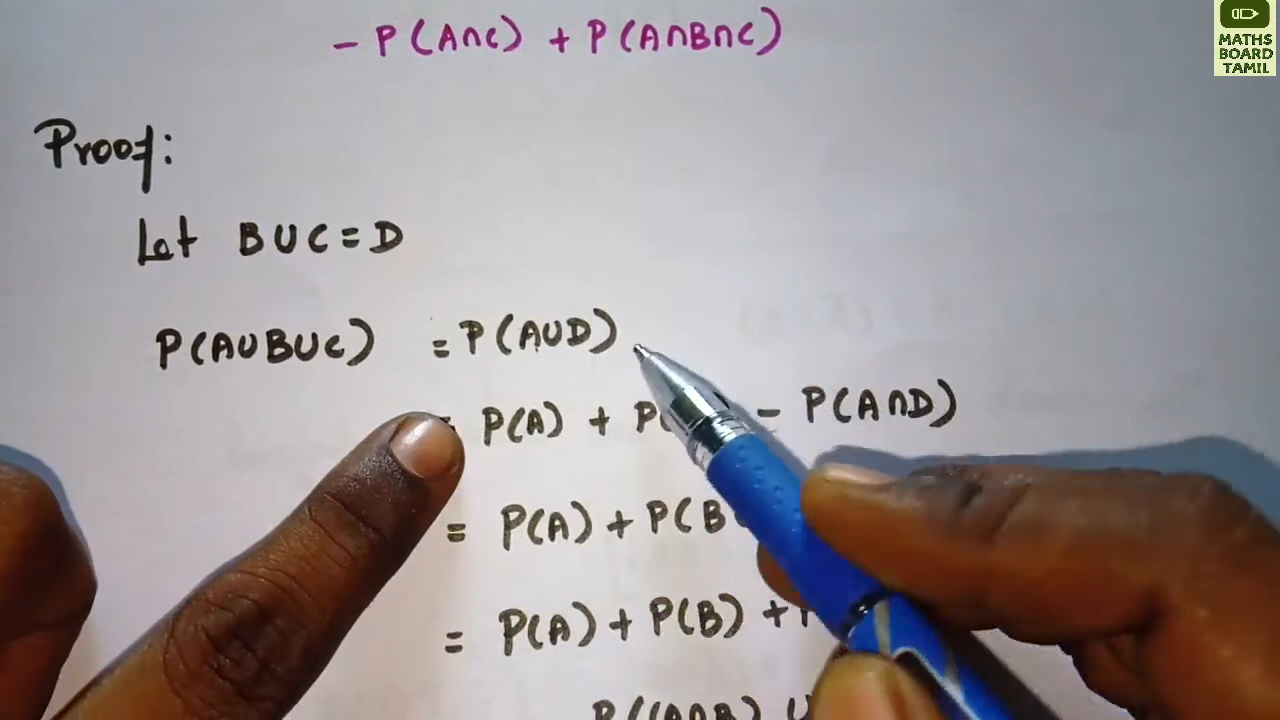 - P(A∩C) + P(A∩B∩C)
MATHS
BOARD
TAMIL
Proof:
Let B∪C=D
P(A∪B∪C) = P(A∪D)
= P(A) + P( - P(A∩D)
= P(A) + P(B
= P(A) + P(B) +
P((A∩B) ∪